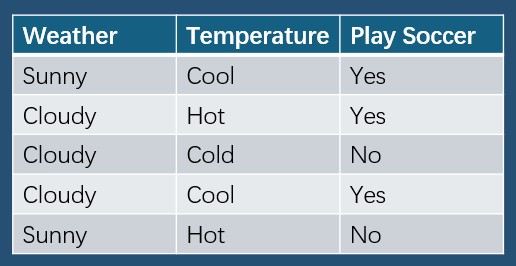 Weather Temperature Play Soccer
Sunny Cool Yes
Cloudy Hot Yes
Cloudy Cold No
Cloudy Cool Yes
Sunny Hot No